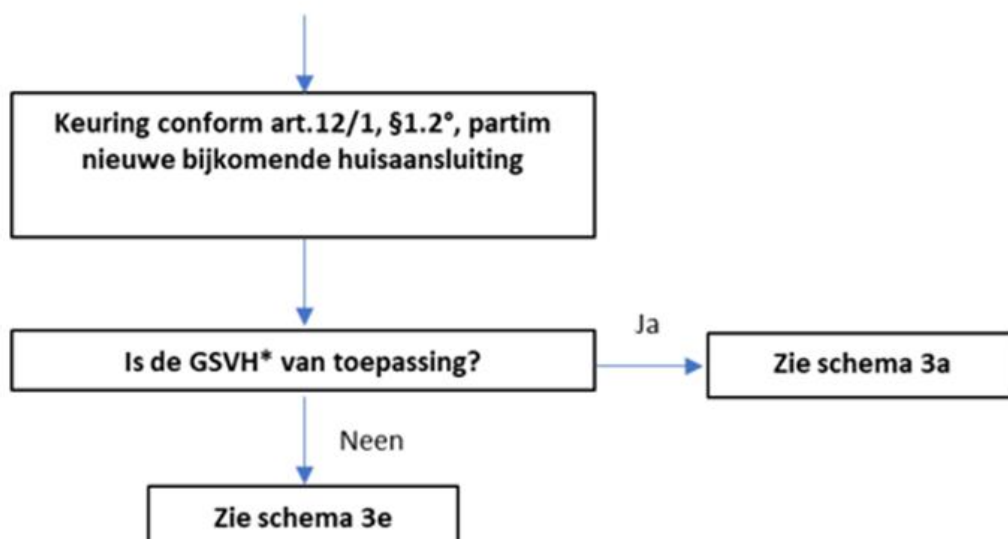 Keuring conform art.12/1, §1.2°, partim
nieuwe bijkomende huisaansluiting
Is de GSVH* van toepassing?
Ja
Zie schema 3a
Neen
Zie schema 3e